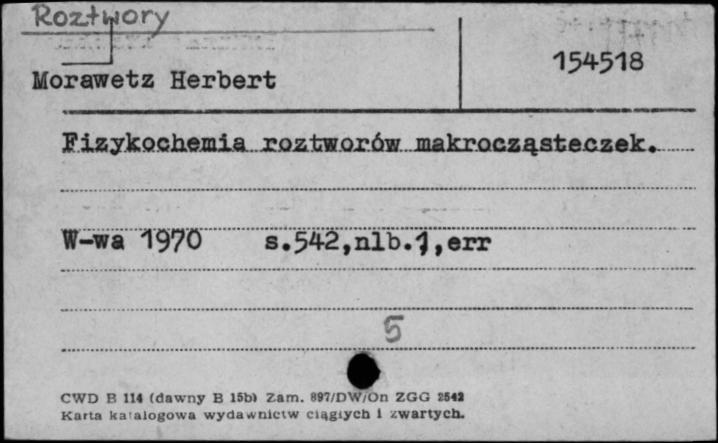 Roztwory
154518
Morawetz Herbert
Fizykochemia roztworów makrocząsteczek.
W-wa 1970 s.542,nlb.1,err
5
CWD B 114 (dawny B 15b) Zam. 897/DW/On ZGG 2542
Karta katalogowa wydawnictw ciągłych i zwartych.